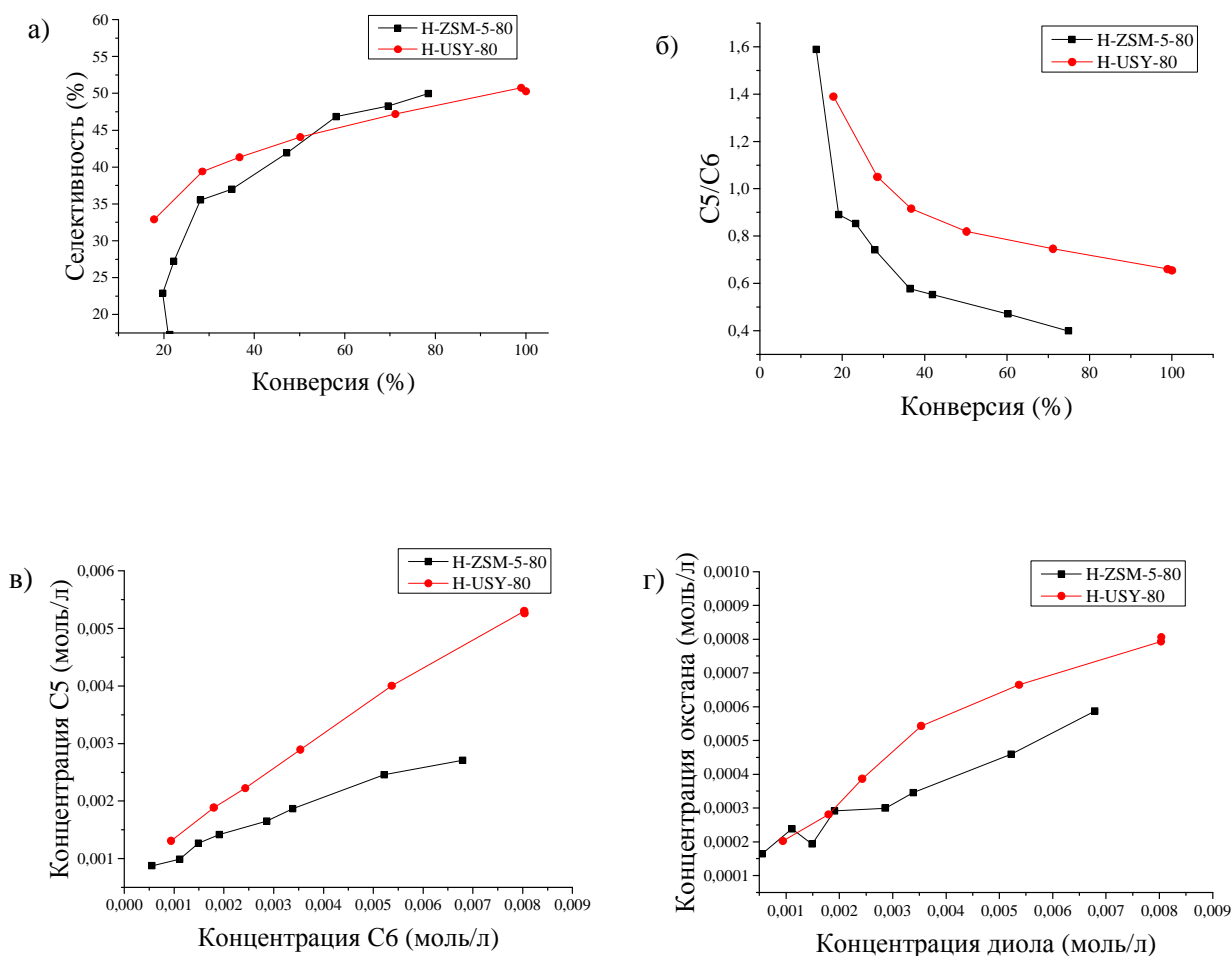 а)
H-ZSM-5-80
H-USY-80
Селективность (%)
60
55
50
45
40
35
30
25
20
20 40 60 80 100
Конверсия (%)
б)
H-ZSM-5-80
H-USY-80
С5/С6
1,6
1,4
1,2
1,0
0,8
0,6
0,4
0 20 40 60 80 100
Конверсия (%)
в)
H-ZSM-5-80
H-USY-80
Концентрация С5 (моль/л)
0,006
0,005
0,004
0,003
0,002
0,001
0,000 0,001 0,002 0,003 0,004 0,005 0,006 0,007 0,008 0,009
Концентрация С6 (моль/л)
г)
H-ZSM-5-80
H-USY-80
Концентрация окстана (моль/л)
0,0010
0,0009
0,0008
0,0007
0,0006
0,0005
0,0004
0,0003
0,0002
0,0001
0,001 0,002 0,003 0,004 0,005 0,006 0,007 0,008 0,009
Концентрация диола (моль/л)